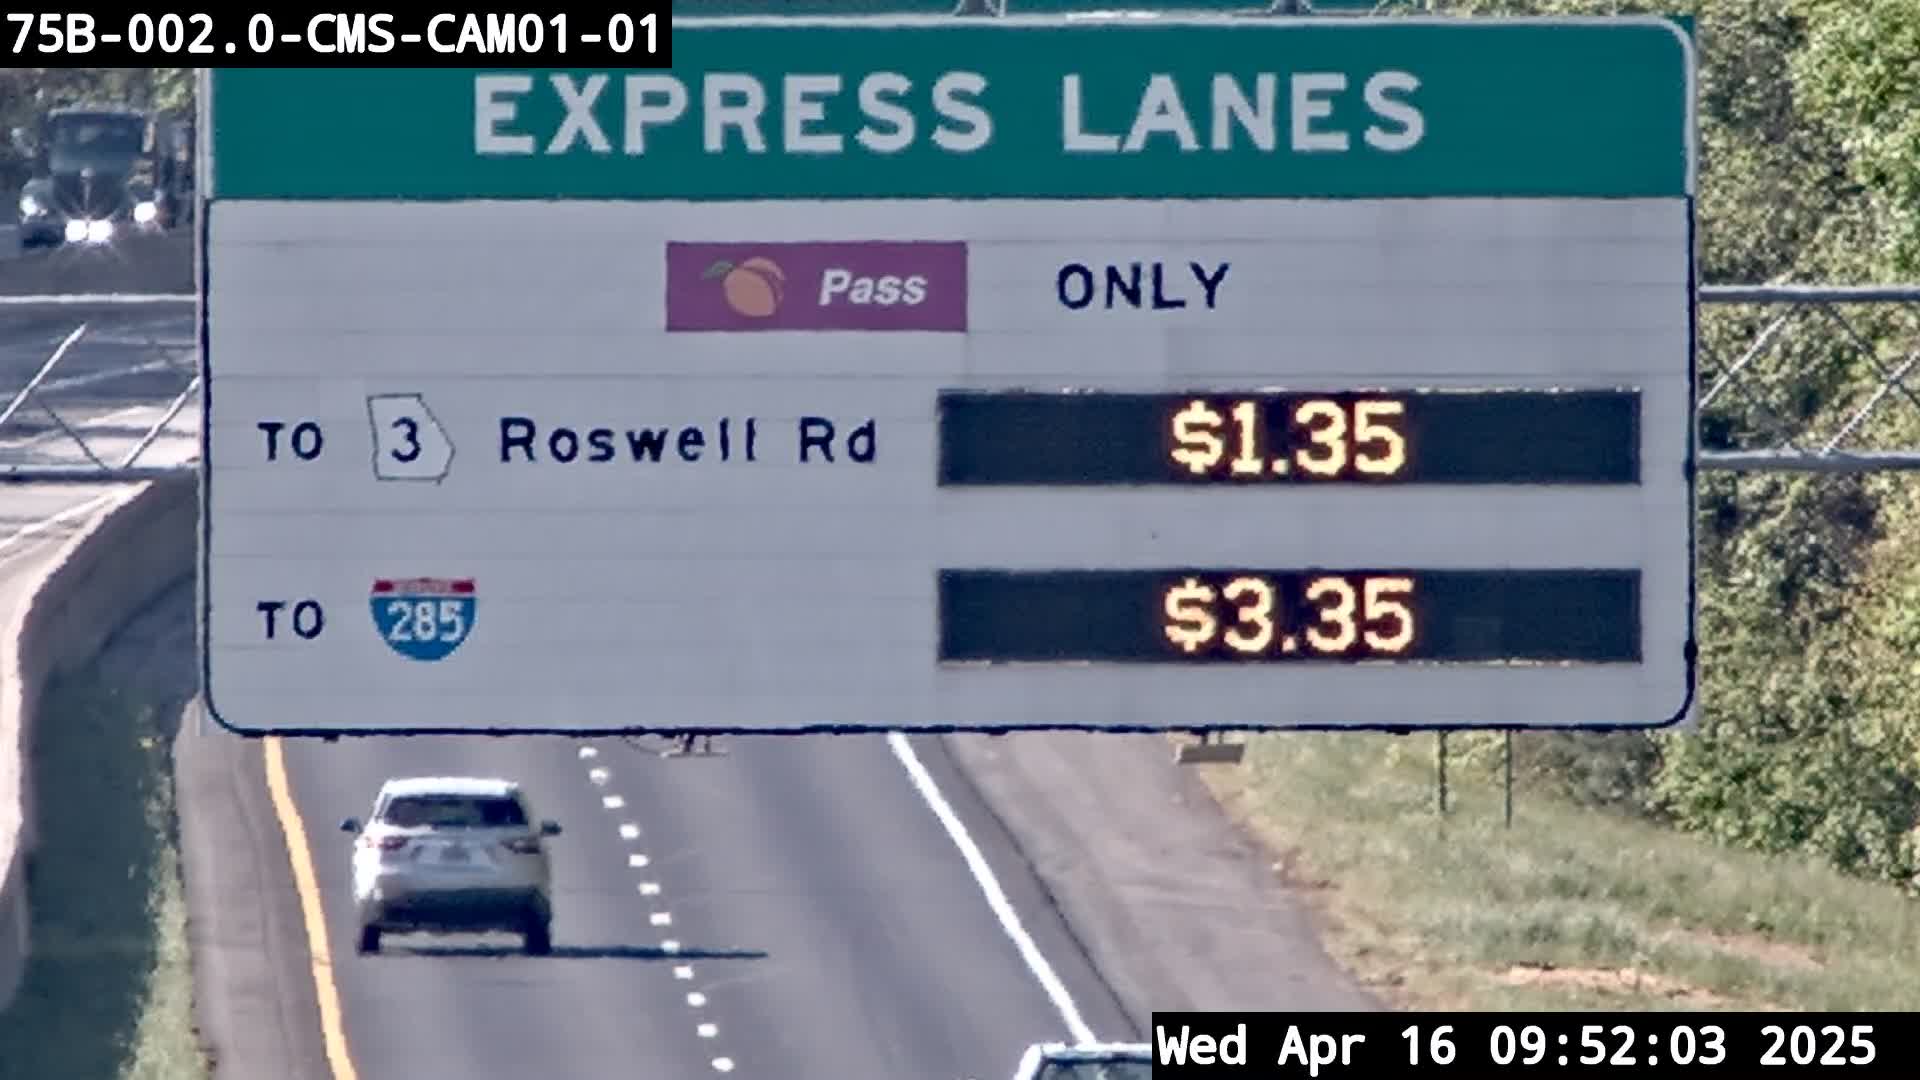 75B-002.0-CMS-CAM01-01
EXPRESS LANES
Pass ONLY
TO 3 Roswell Rd $1.35
TO 285 $3.35
Wed Apr 16 09:52:03 2025